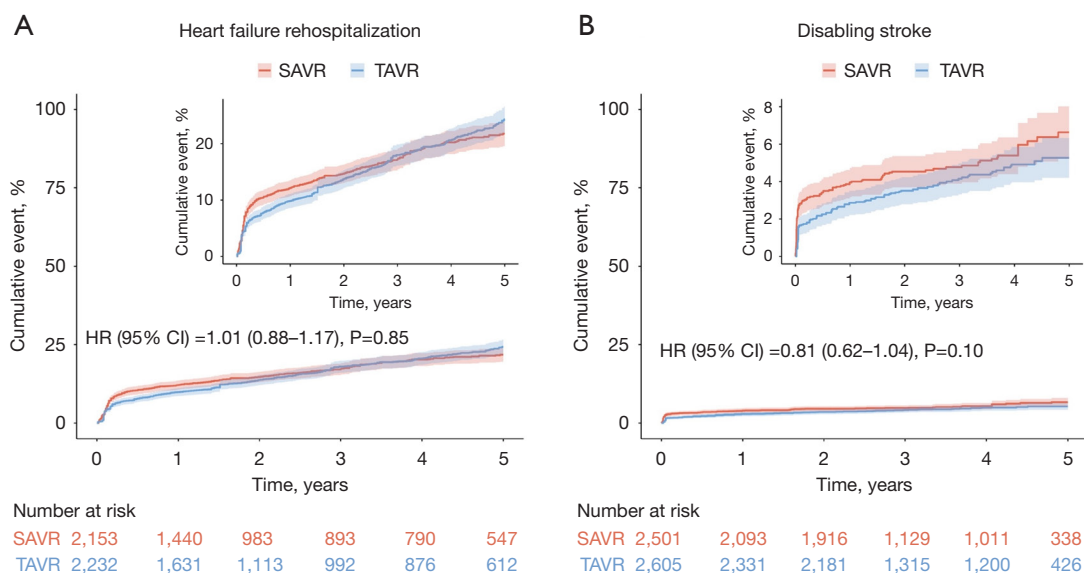 A
Heart failure rehospitalization
SAVR TAVR
Cumulative event, %
100
75
50
25
0
Cumulative event, %
20
10
0
0 1 2 3 4 5
Time, years
HR (95% CI) =1.01 (0.88–1.17), P=0.85
0 1 2 3 4 5
Time, years
Number at risk
SAVR 2,153 1,440 983 893 790 547
TAVR 2,232 1,631 1,113 992 876 612
B
Disabling stroke
SAVR TAVR
Cumulative event, %
100
75
50
25
0
Cumulative event, %
8
6
4
2
0
0 1 2 3 4 5
Time, years
HR (95% CI) =0.81 (0.62–1.04), P=0.10
0 1 2 3 4 5
Time, years
Number at risk
SAVR 2,501 2,093 1,916 1,129 1,011 338
TAVR 2,605 2,331 2,181 1,315 1,200 426